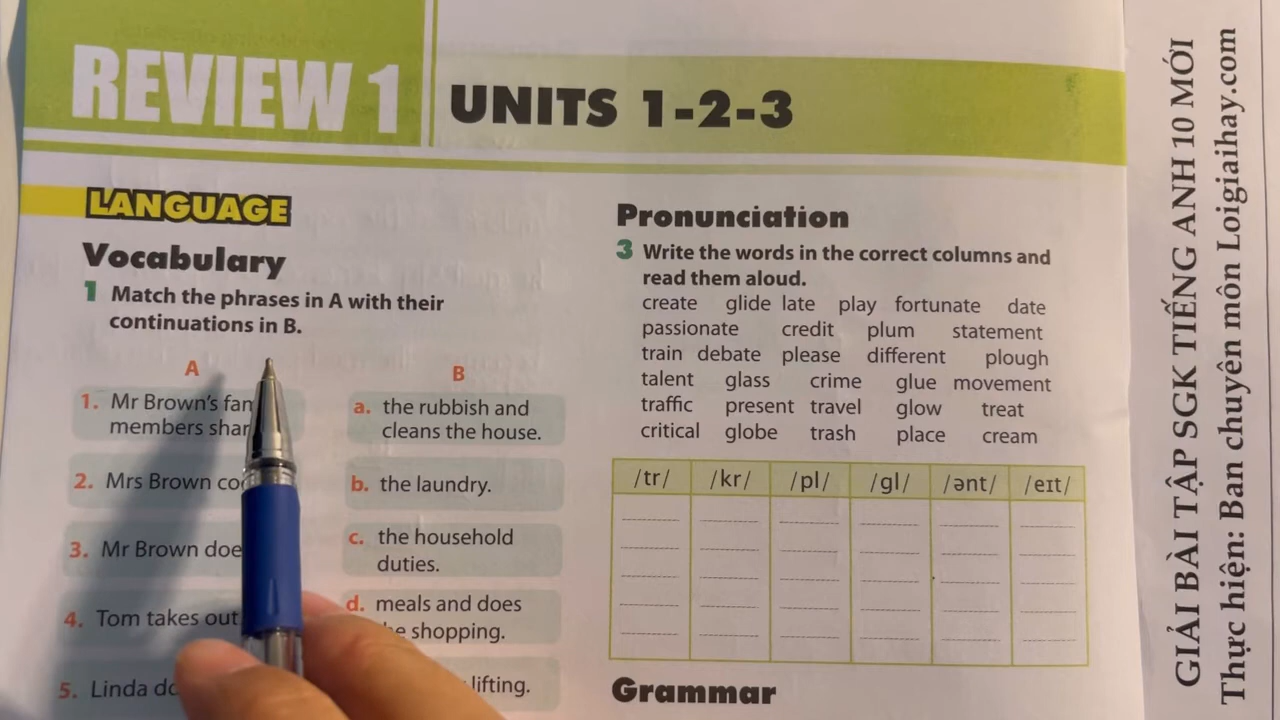 REVIEW 1
UNITS 1-2-3
LANGUAGE
Vocabulary
1 Match the phrases in A with their
continuations in B.
A
1. Mr Brown's
members
2. Mrs Brown
3. Mr Brown
4. Tom takes out
5. Linda
B
a. the rubbish and
cleans the house.
b. the laundry.
c. the household
duties.
d. meals and does
shopping.
lifting.
Pronunciation
3 Write the words in the correct columns and
read them aloud.
create glide late play fortunate date
passionate credit plum statement
train debate please different plough
talent glass crime glue movement
traffic present travel glow treat
critical globe trash place cream
/tr/ /kr/ /pl/ /gl/ /ənt/ /eɪt/
Grammar
GIẢI BÀI TẬP SGK TIẾNG ANH 10 MỚI
Thực hiện: Ban chuyên môn Loigiaihay.com